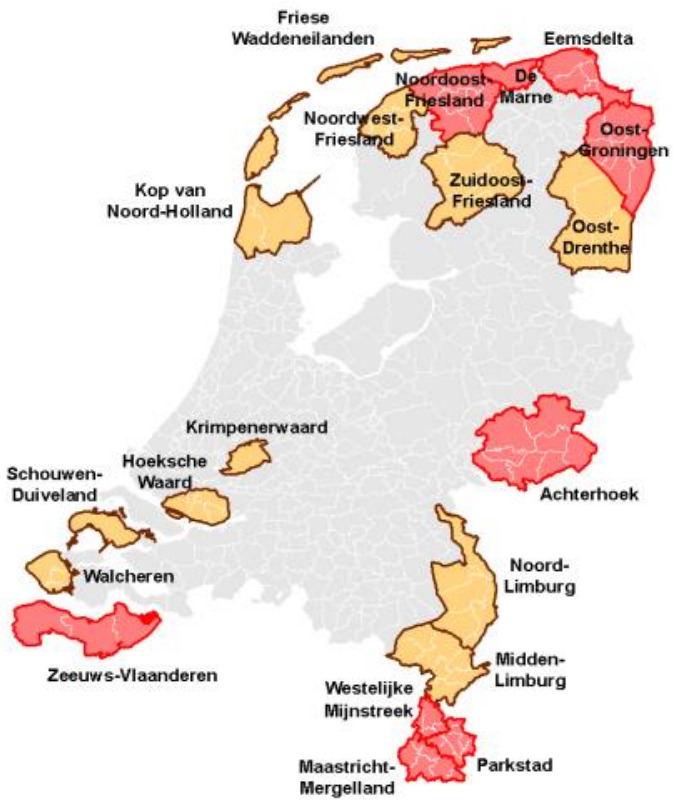 Friese
Waddeneilanden
Eemsdelta
Noordoost-
Friesland
De
Marne
Noordwest-
Friesland
Oost-
Groningen
Kop van
Noord-Holland
Zuidoost-
Friesland
Oost-
Drenthe
Krimpenerwaard
Hoeksche
Waard
Schouwen-
Duiveland
Achterhoek
Walcheren
Noord-
Limburg
Zeeuws-Vlaanderen
Midden-
Limburg
Westelijke
Mijnstreek
Maastricht-
Mergelland
Parkstad